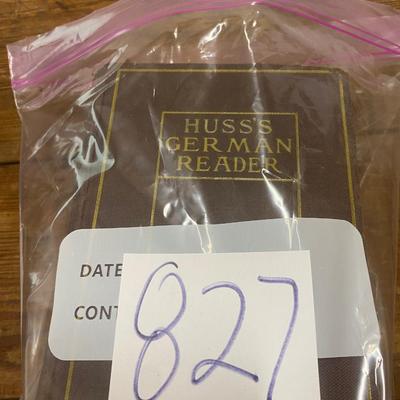 HUSS'S
GERMAN
READER
DATE
CONT
827